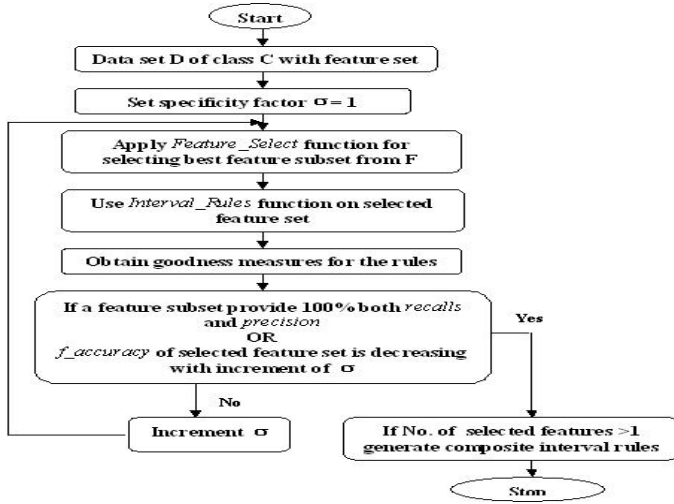 Start
Data set D of class C with feature set
Set specificity factor σ = 1
Apply Feature_Select function for
selecting best feature subset from F
Use Interval_Rules function on selected
feature set
Obtain goodness measures for the rules
If a feature subset provide 100% both recalls
and precision
OR
f_accuracy of selected feature set is decreasing
with increment of σ
Yes
No
Increment σ
If No. of selected features >1
generate composite interval rules
Stop